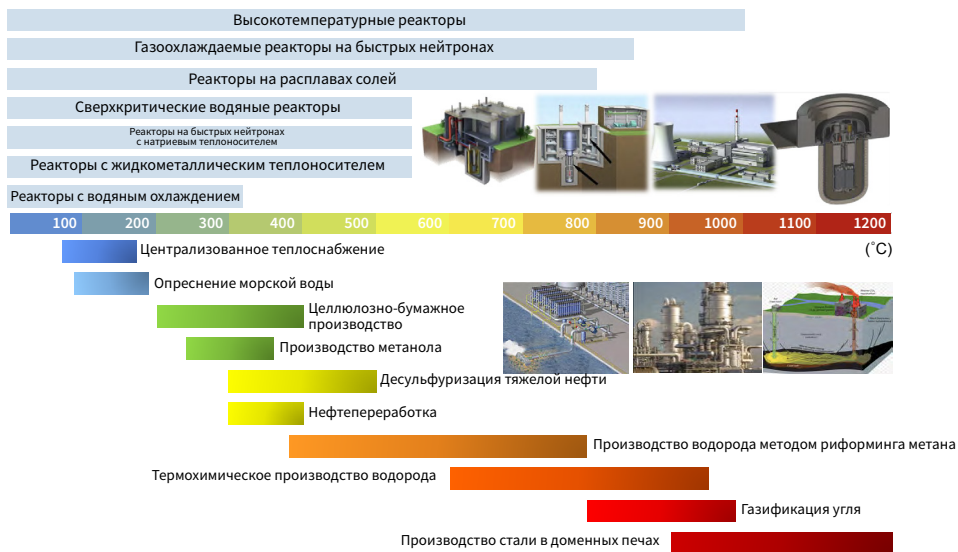 Высокотемпературные реакторы
Газоохлаждаемые реакторы на быстрых нейтронах
Реакторы на расплавах солей
Сверхкритические водяные реакторы
Реакторы на быстрых нейтронах
с натриевым теплоносителем
Реакторы с жидкометаллическим теплоносителем
Реакторы с водяным охлаждением
100 200 300 400 500 600 700 800 900 1000 1100 1200
(˚C)
Централизованное теплоснабжение
Опреснение морской воды
Целлюлозно-бумажное
производство
Производство метанола
Десульфуризация тяжелой нефти
Нефтепереработка
Производство водорода методом риформинга метана
Термохимическое производство водорода
Газификация угля
Производство стали в доменных печах